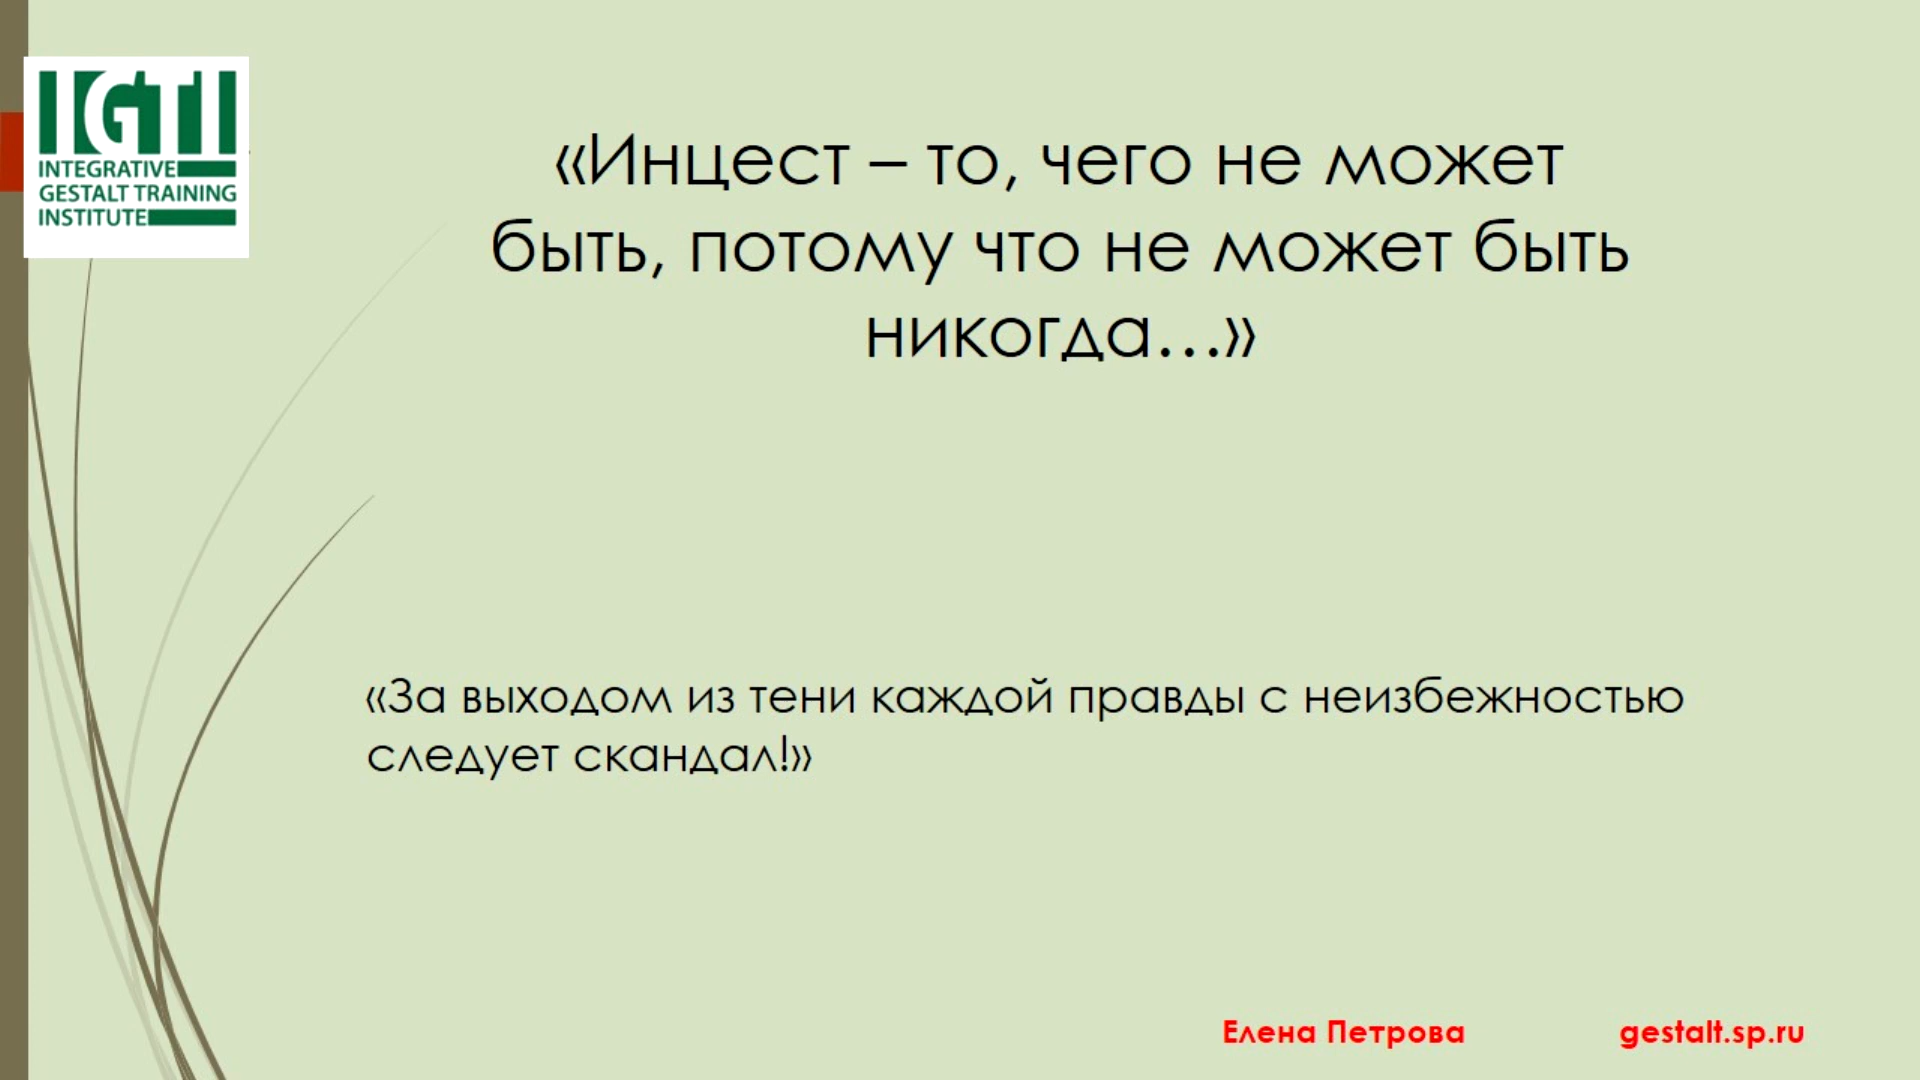 IGTI
INTEGRATIVE
GESTALT TRAINING
INSTITUTE
«Инцест – то, чего не может
быть, потому что не может быть
никогда…»
«За выходом из тени каждой правды с неизбежностью
следует скандал!»
Елена Петрова gestalt.sp.ru